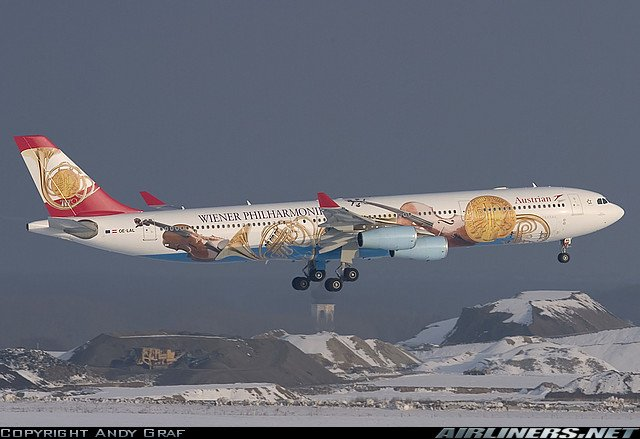 WIENER PHILHARMONIKER
Austrian
OE-LAL
Copyright Andy Graf
AIRLINERS.NET